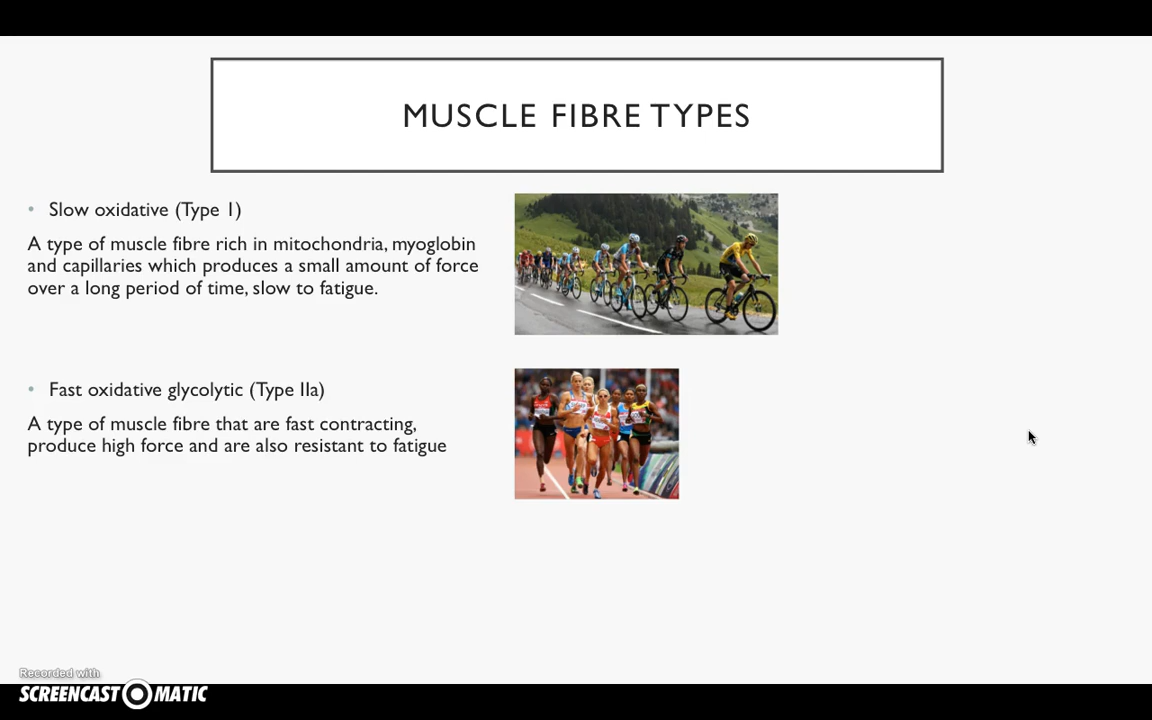 MUSCLE FIBRE TYPES
• Slow oxidative (Type 1)
A type of muscle fibre rich in mitochondria, myoglobin
and capillaries which produces a small amount of force
over a long period of time, slow to fatigue.
• Fast oxidative glycolytic (Type IIa)
A type of muscle fibre that are fast contracting,
produce high force and are also resistant to fatigue
Recorded with
SCREENCAST MATIC